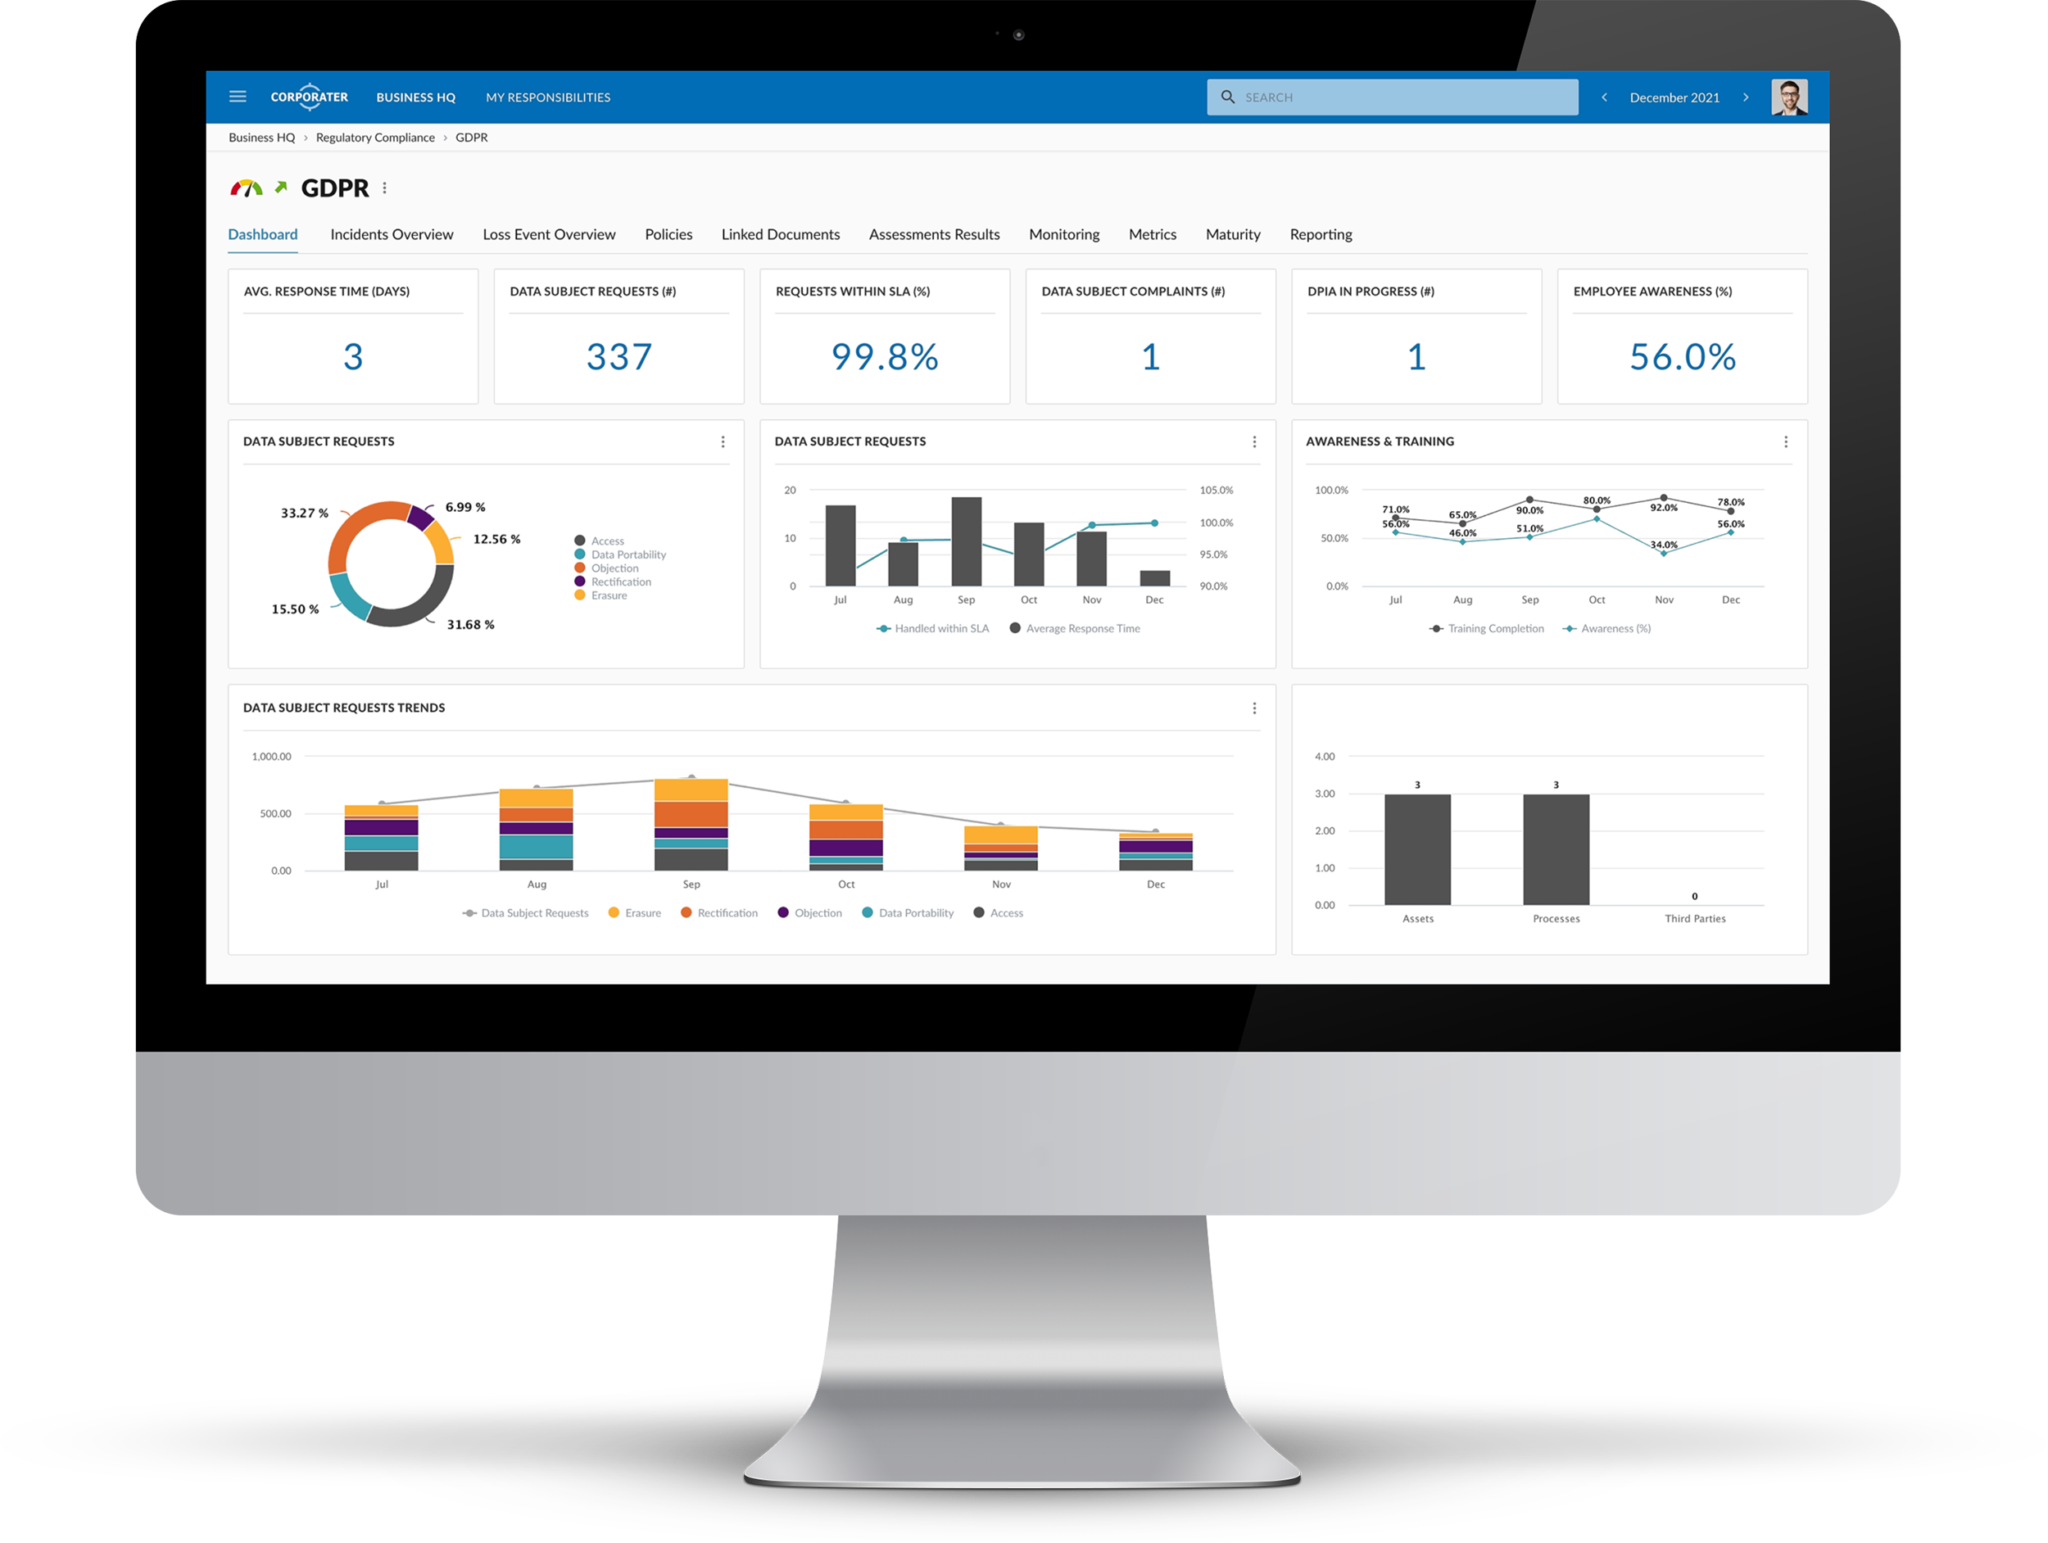 CORPORATER BUSINESS HQ MY RESPONSIBILITIES SEARCH December 2021
Business HQ › Regulatory Compliance › GDPR
GDPR
Dashboard Incidents Overview Loss Event Overview Policies Linked Documents Assessments Results Monitoring Metrics Maturity Reporting
AVG. RESPONSE TIME (DAYS)
3
DATA SUBJECT REQUESTS (#)
337
REQUESTS WITHIN SLA (%)
99.8%
DATA SUBJECT COMPLAINTS (#)
1
DPIA IN PROGRESS (#)
1
EMPLOYEE AWARENESS (%)
56.0%
DATA SUBJECT REQUESTS
33.27 %
6.99 %
12.56 %
15.50 %
31.68 %
Access
Data Portability
Objection
Rectification
Erasure
DATA SUBJECT REQUESTS
20
10
0
105.0%
100.0%
95.0%
90.0%
Jul Aug Sep Oct Nov Dec
Handled within SLA Average Response Time
AWARENESS & TRAINING
100.0%
50.0%
0.0%
71.0% 65.0% 90.0% 80.0% 92.0% 78.0%
56.0% 46.0% 51.0% 34.0% 56.0%
Jul Aug Sep Oct Nov Dec
Training Completion Awareness (%)
DATA SUBJECT REQUESTS TRENDS
1,000.00
500.00
0.00
Jul Aug Sep Oct Nov Dec
Data Subject Requests Erasure Rectification Objection Data Portability Access
4.00
3.00
2.00
1.00
0.00
3 3 0
Assets Processes Third Parties